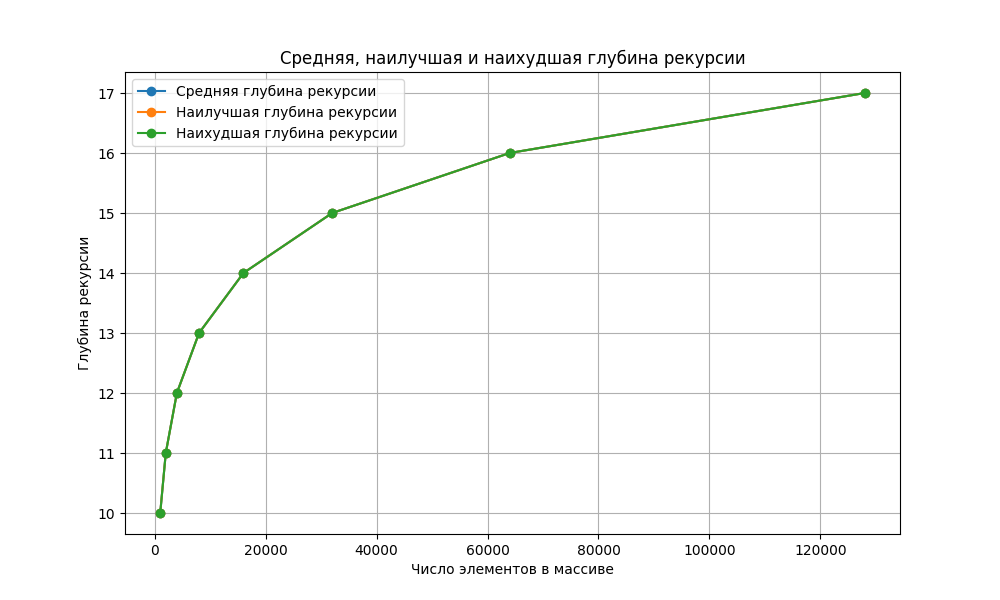 Средняя, наилучшая и наихудшая глубина рекурсии
Средняя глубина рекурсии
Наилучшая глубина рекурсии
Наихудшая глубина рекурсии
Глубина рекурсии
17
16
15
14
13
12
11
10
0 20000 40000 60000 80000 100000 120000
Число элементов в массиве